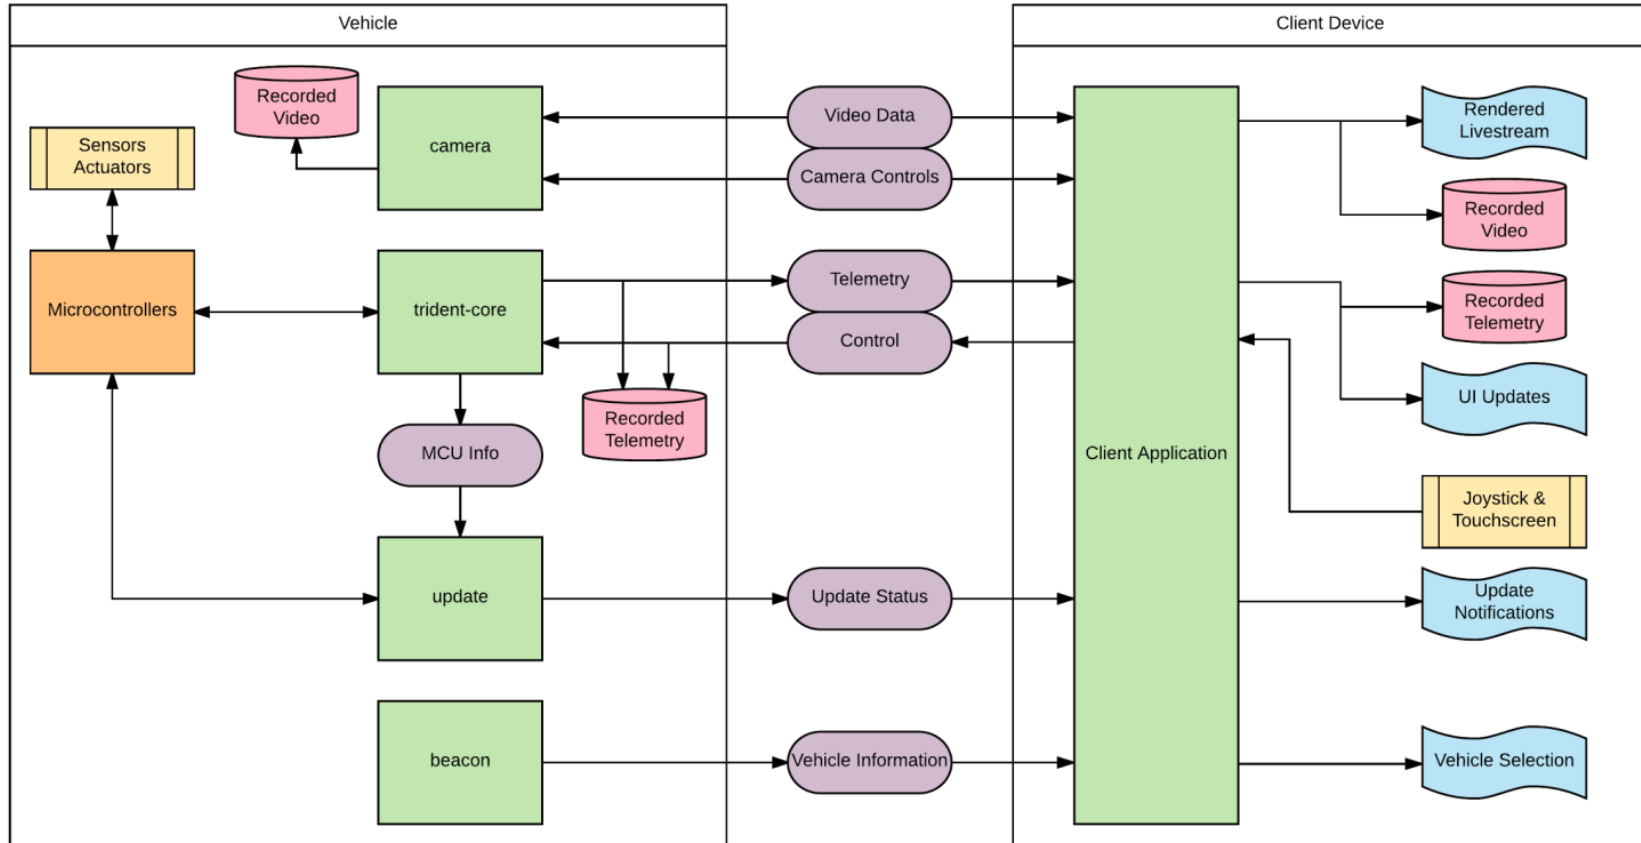 Vehicle
Client Device
Recorded
Video
camera
Sensors
Actuators
Video Data
Camera Controls
Rendered
Livestream
Recorded
Video
Microcontrollers
trident-core
Telemetry
Control
Recorded
Telemetry
Recorded
Telemetry
UI Updates
MCU Info
Client Application
Joystick &
Touchscreen
update
Update Status
Update
Notifications
beacon
Vehicle Information
Vehicle Selection